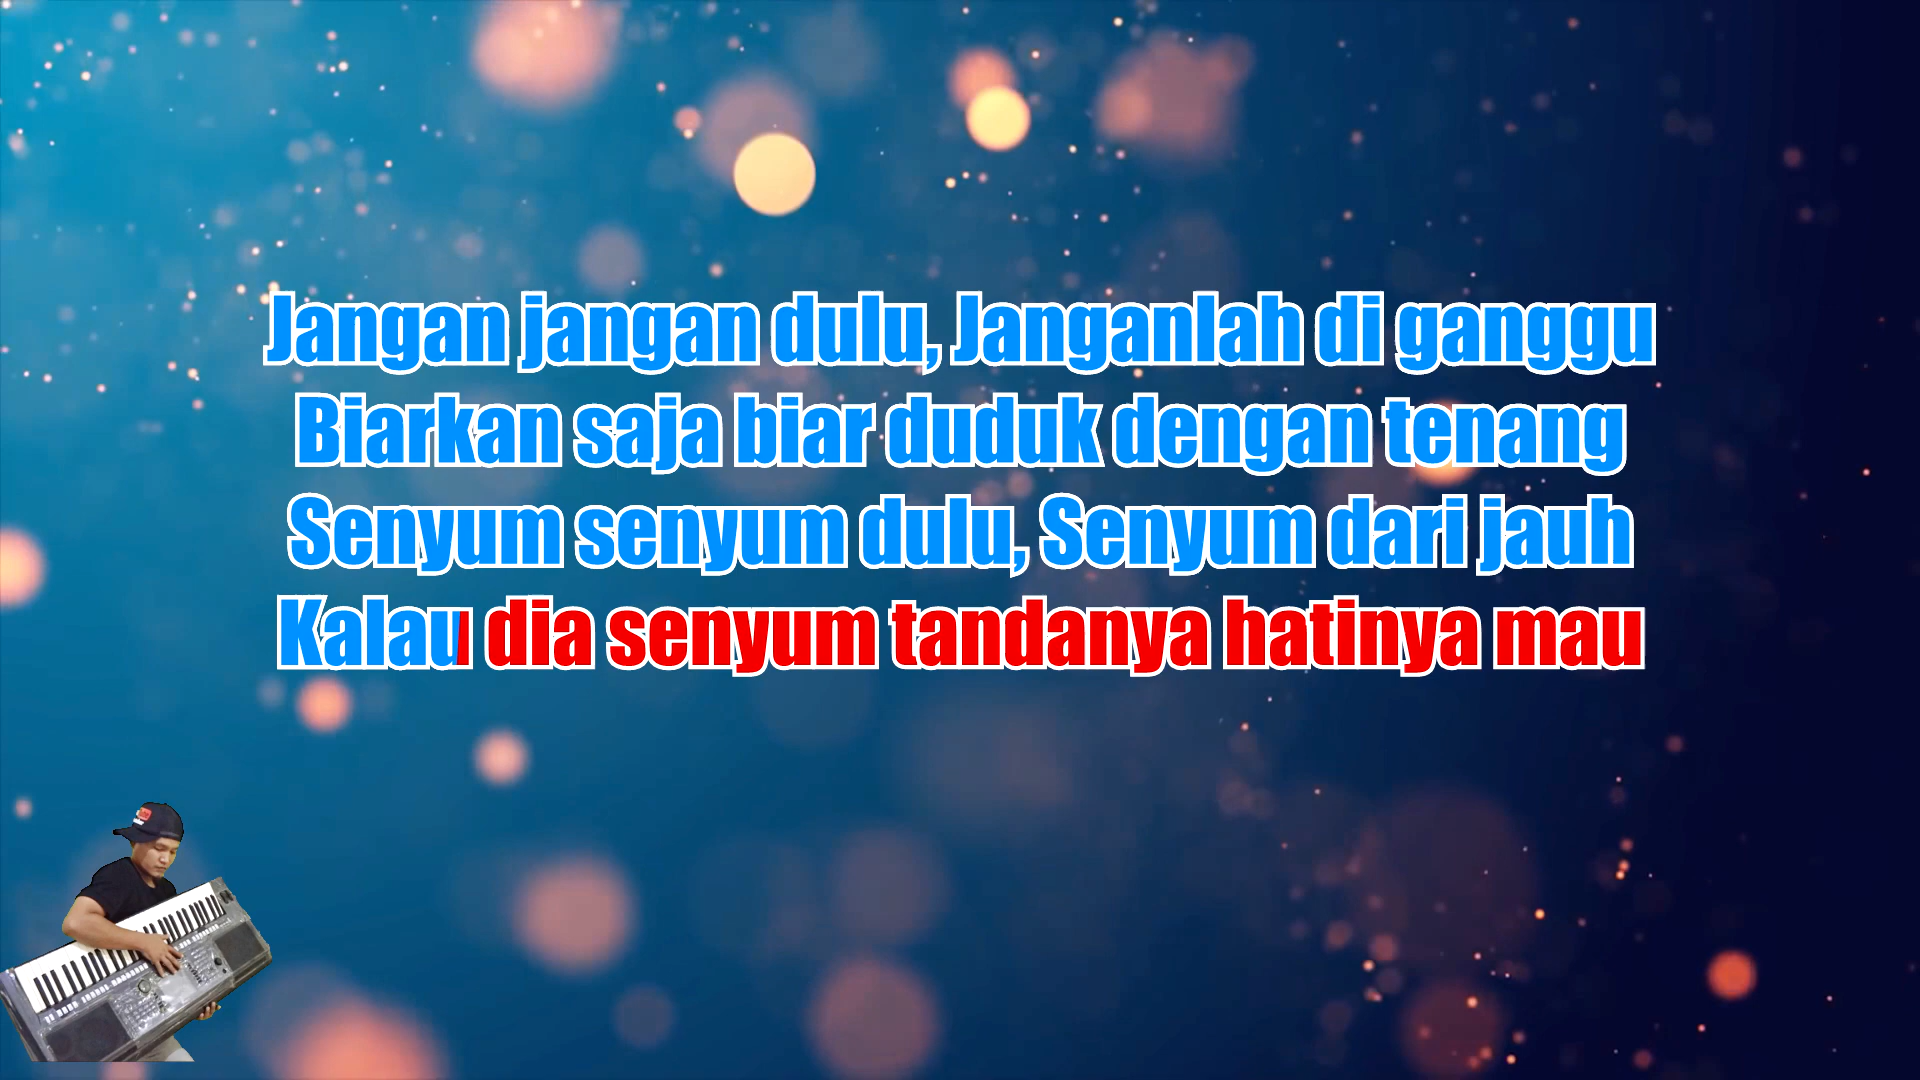 Jangan jangan dulu, Janganlah di ganggu
Biarkan saja biar duduk dengan tenang
Senyum senyum dulu, Senyum dari jauh
Kalau dia senyum tandanya hatinya mau